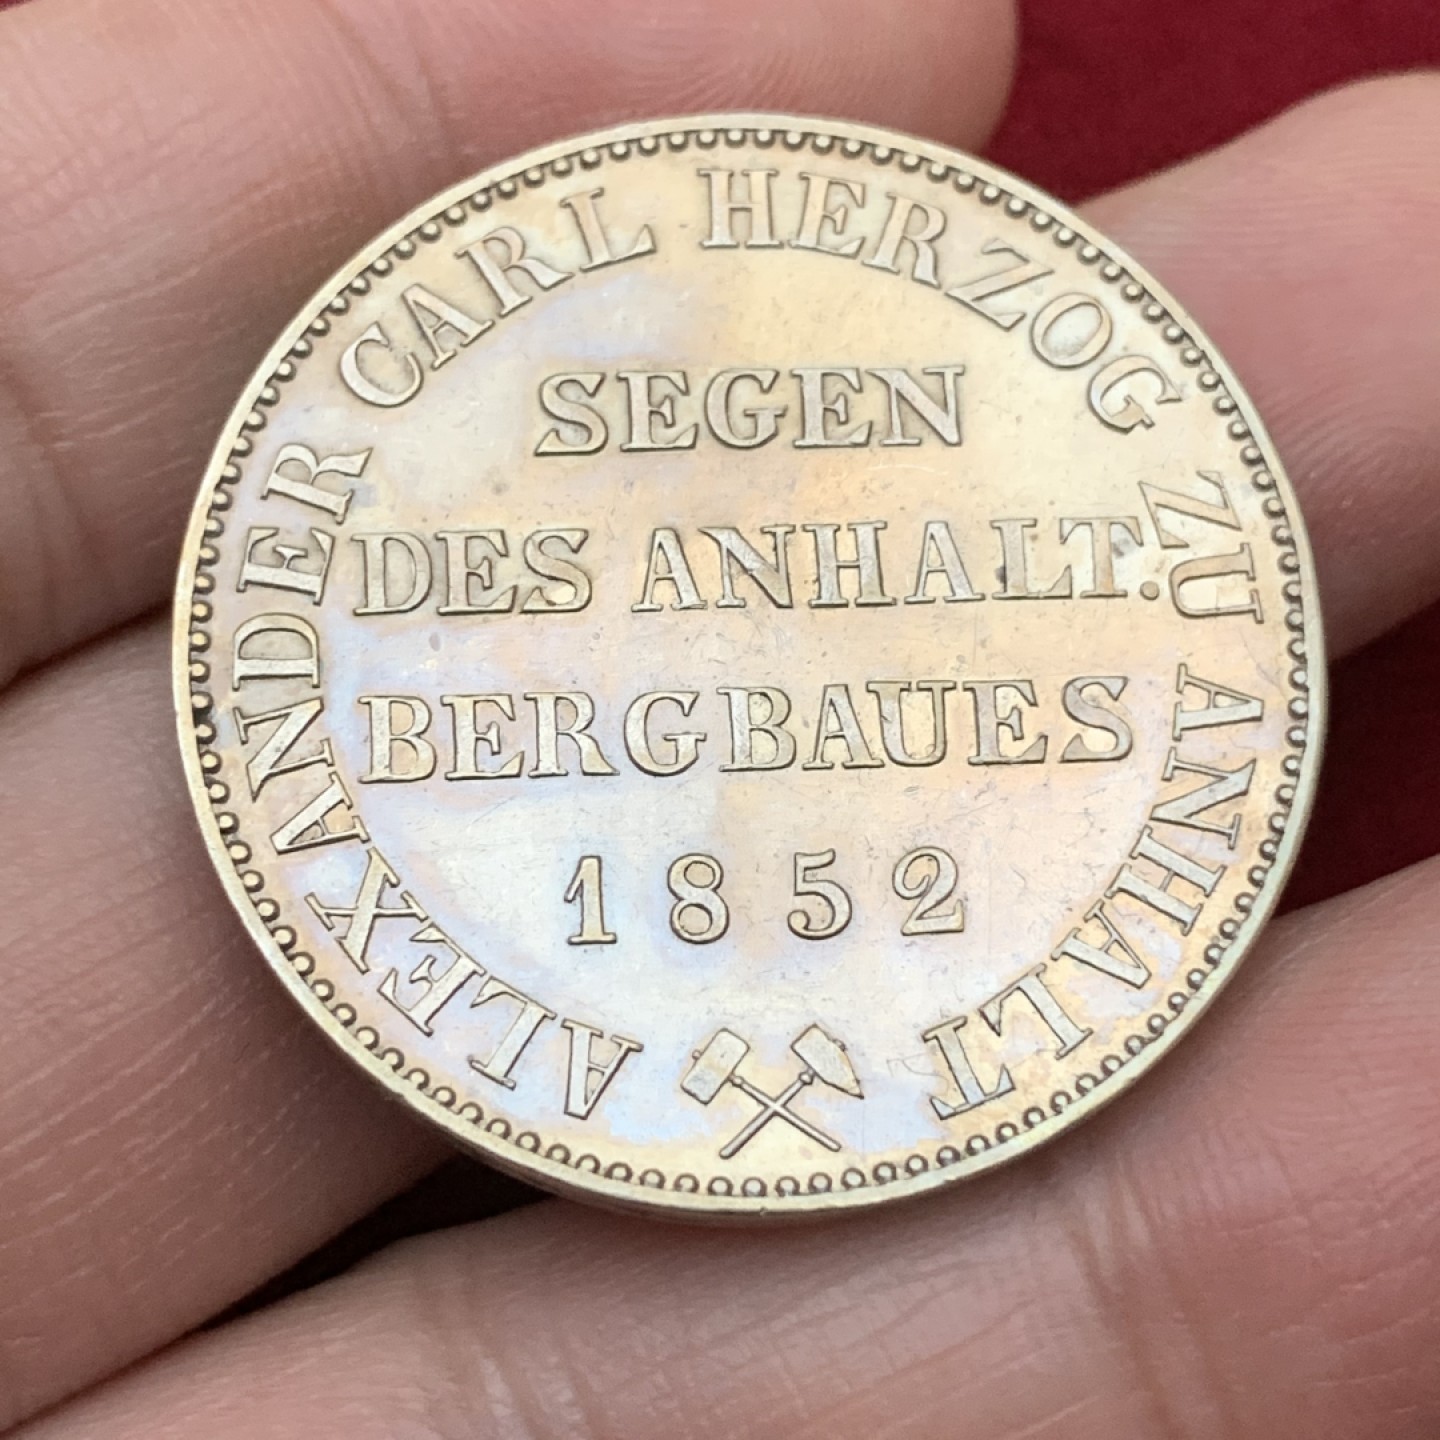 ALEXANDER CARL HERZOG ZU ANHALT
SEGEN
DES ANHALT.
BERGBAUES
1852